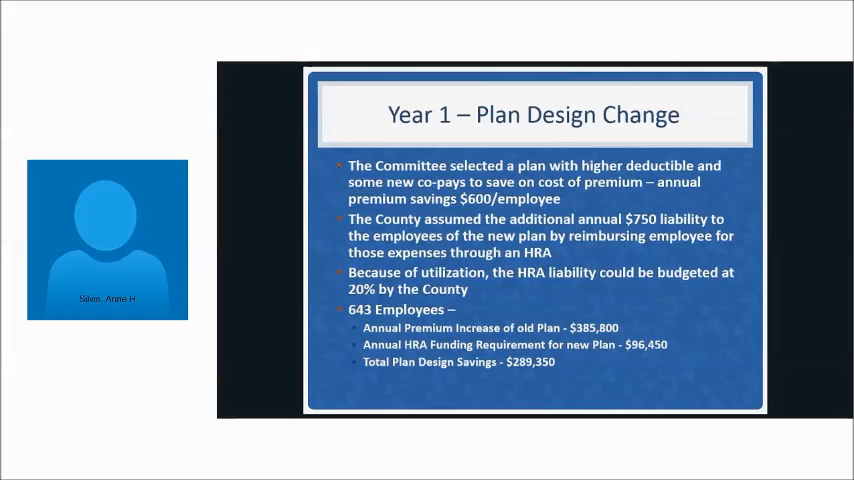 Year 1 – Plan Design Change
The Committee selected a plan with higher deductible and
some new co-pays to save on cost of premium – annual
premium savings $600/employee
The County assumed the additional annual $750 liability to
the employees of the new plan by reimbursing employee for
those expenses through an HRA
Because of utilization, the HRA liability could be budgeted at
20% by the County
643 Employees –
Annual Premium Increase of old Plan - $385,800
Annual HRA Funding Requirement for new Plan - $96,450
Total Plan Design Savings - $289,350
Silvis, Anne H